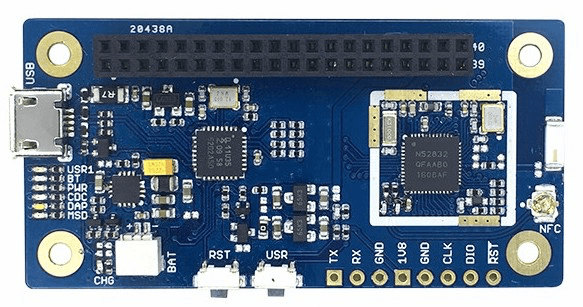 20438A
40
39
USB
R7
N52832
QFAAB0
1606AF
USR1
BT
PWR
CDC
DAP
MSD
NFC
CHG
BAT
RST
USR
TX
RX
GND
1V8
GND
CLK
DIO
RST